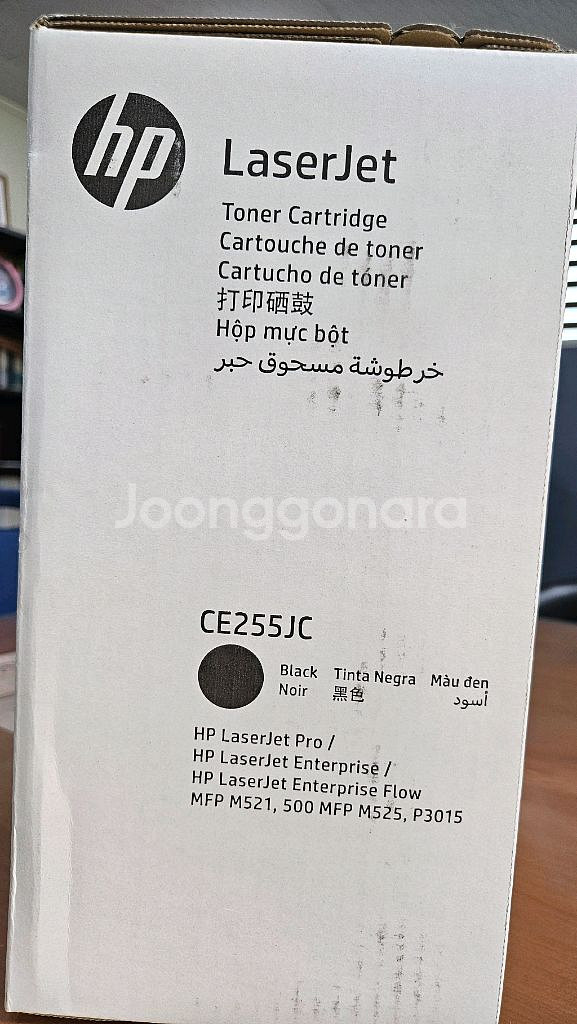 hp
LaserJet
Toner Cartridge
Cartouche de toner
Cartucho de tóner
打印硒鼓
Hộp mực bột
خرطوشة مسحوق حبر
Joonggonara
CE255JC
Black Tinta Negra Màu đen
Noir 黑色 أسود
HP LaserJet Pro /
HP LaserJet Enterprise /
HP LaserJet Enterprise Flow
MFP M521, 500 MFP M525, P3015